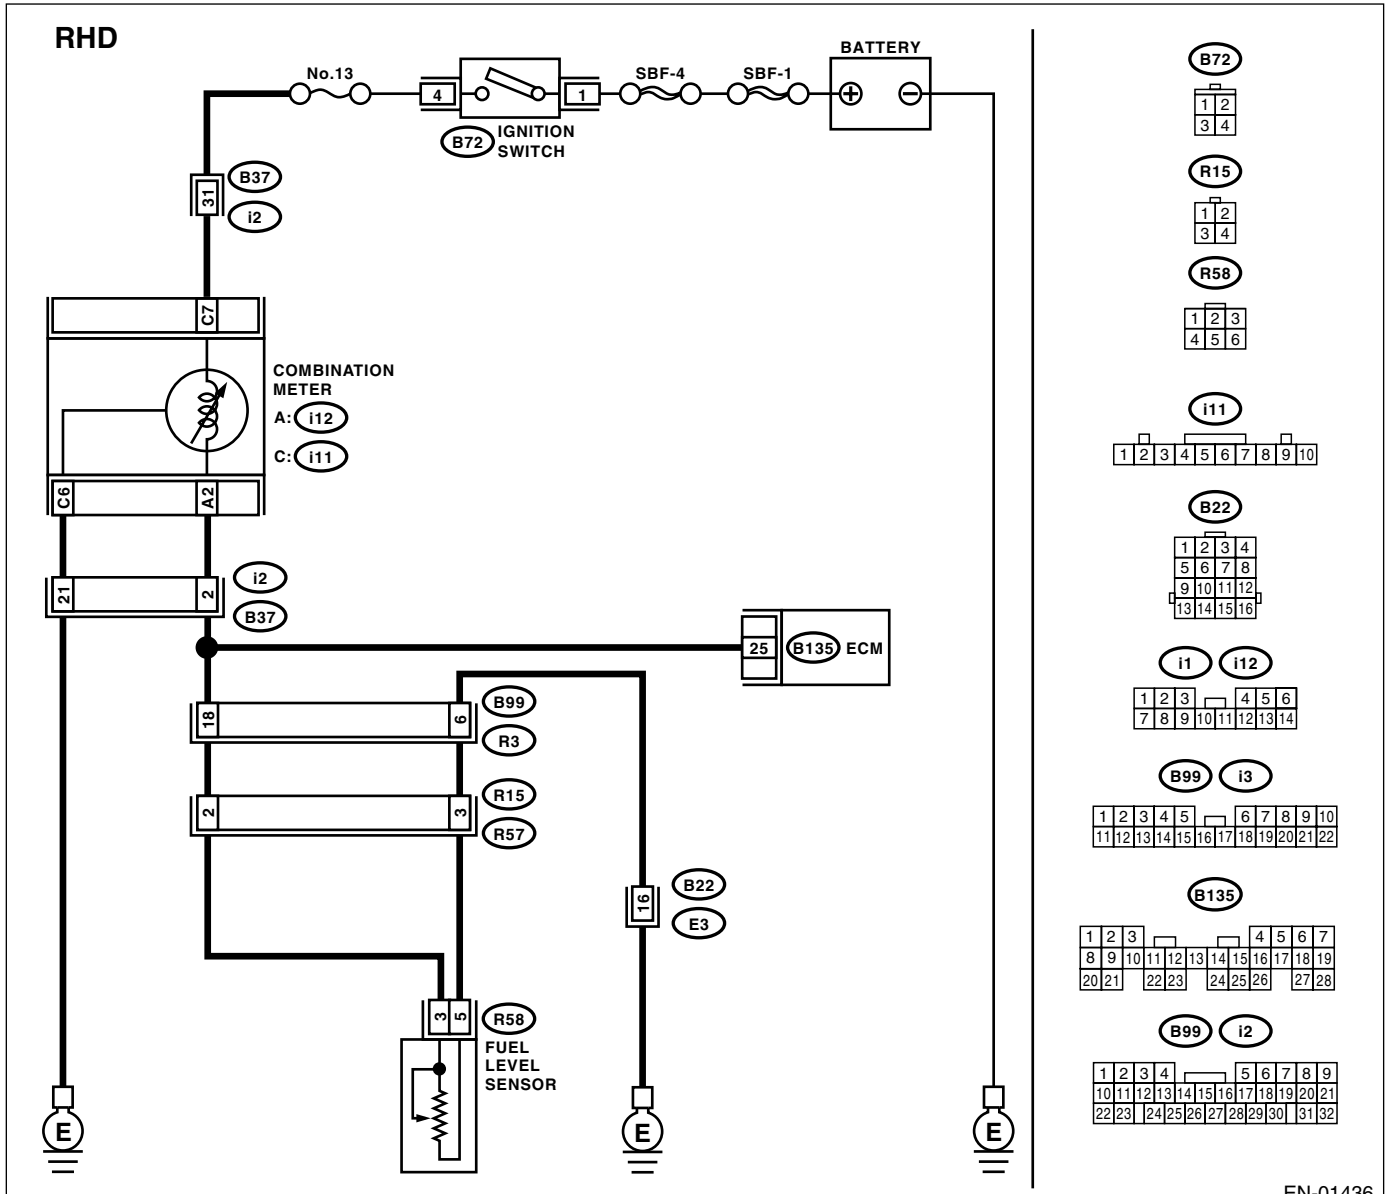 RHD
No.13
4
1
SBF-4
SBF-1
BATTERY
B72
IGNITION
SWITCH
31
B37
i2
C7
COMBINATION
METER
A: i12
C: i11
C6
A2
21
2
i2
B37
25
B135
ECM
18
6
B99
R3
2
3
R15
R57
16
B22
E3
3
5
R58
FUEL
LEVEL
SENSOR
E
E
E
B72
1 2
3 4
R15
1 2
3 4
R58
1 2 3
4 5 6
i11
1 2 3 4 5 6 7 8 9 10
B22
1 2 3 4
5 6 7 8
9 10 11 12
13 14 15 16
i1 i12
1 2 3 4 5 6
7 8 9 10 11 12 13 14
B99 i3
1 2 3 4 5 6 7 8 9 10
11 12 13 14 15 16 17 18 19 20 21 22
B135
1 2 3 4 5 6 7
8 9 10 11 12 13 14 15 16 17 18 19
20 21 22 23 24 25 26 27 28
B99 i2
1 2 3 4 5 6 7 8 9
10 11 12 13 14 15 16 17 18 19 20 21
22 23 24 25 26 27 28 29 30 31 32
EN-01436